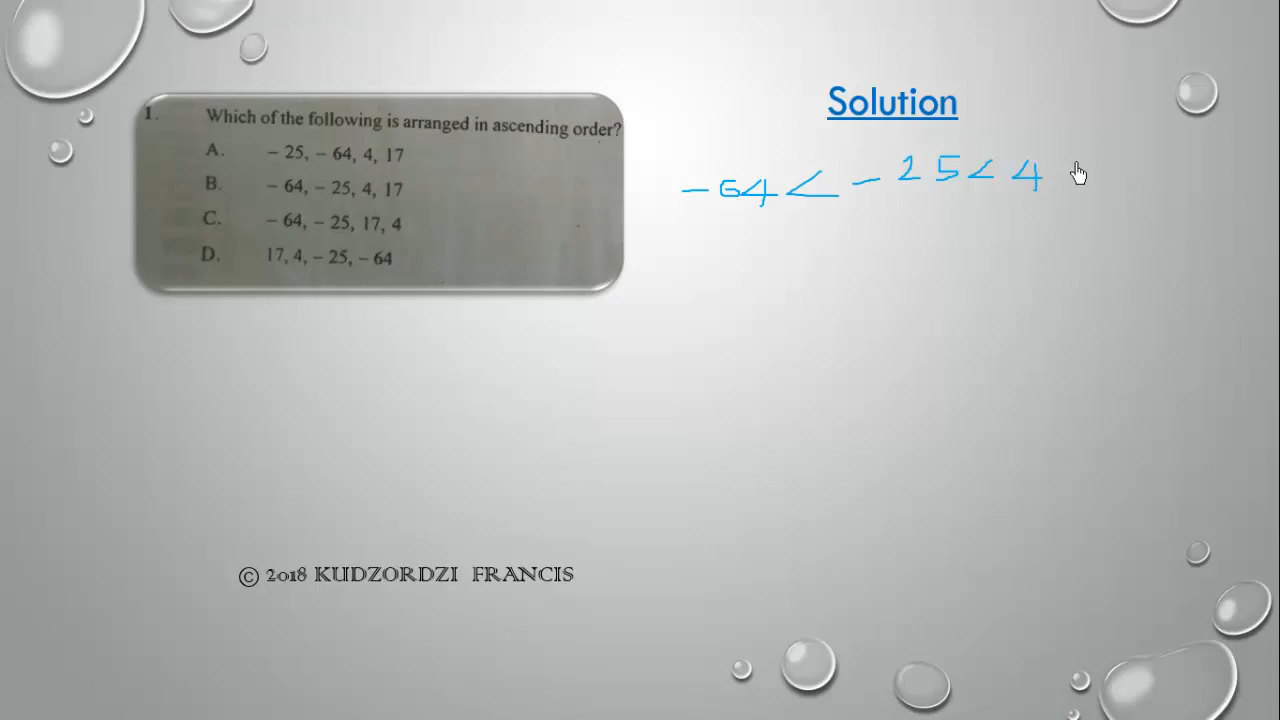 1. Which of the following is arranged in ascending order?
A. – 25, – 64, 4, 17
B. – 64, – 25, 4, 17
C. – 64, – 25, 17, 4
D. 17, 4, – 25, – 64
Solution
– 64 < – 25 < 4
© 2018 KUDZORDZI FRANCIS